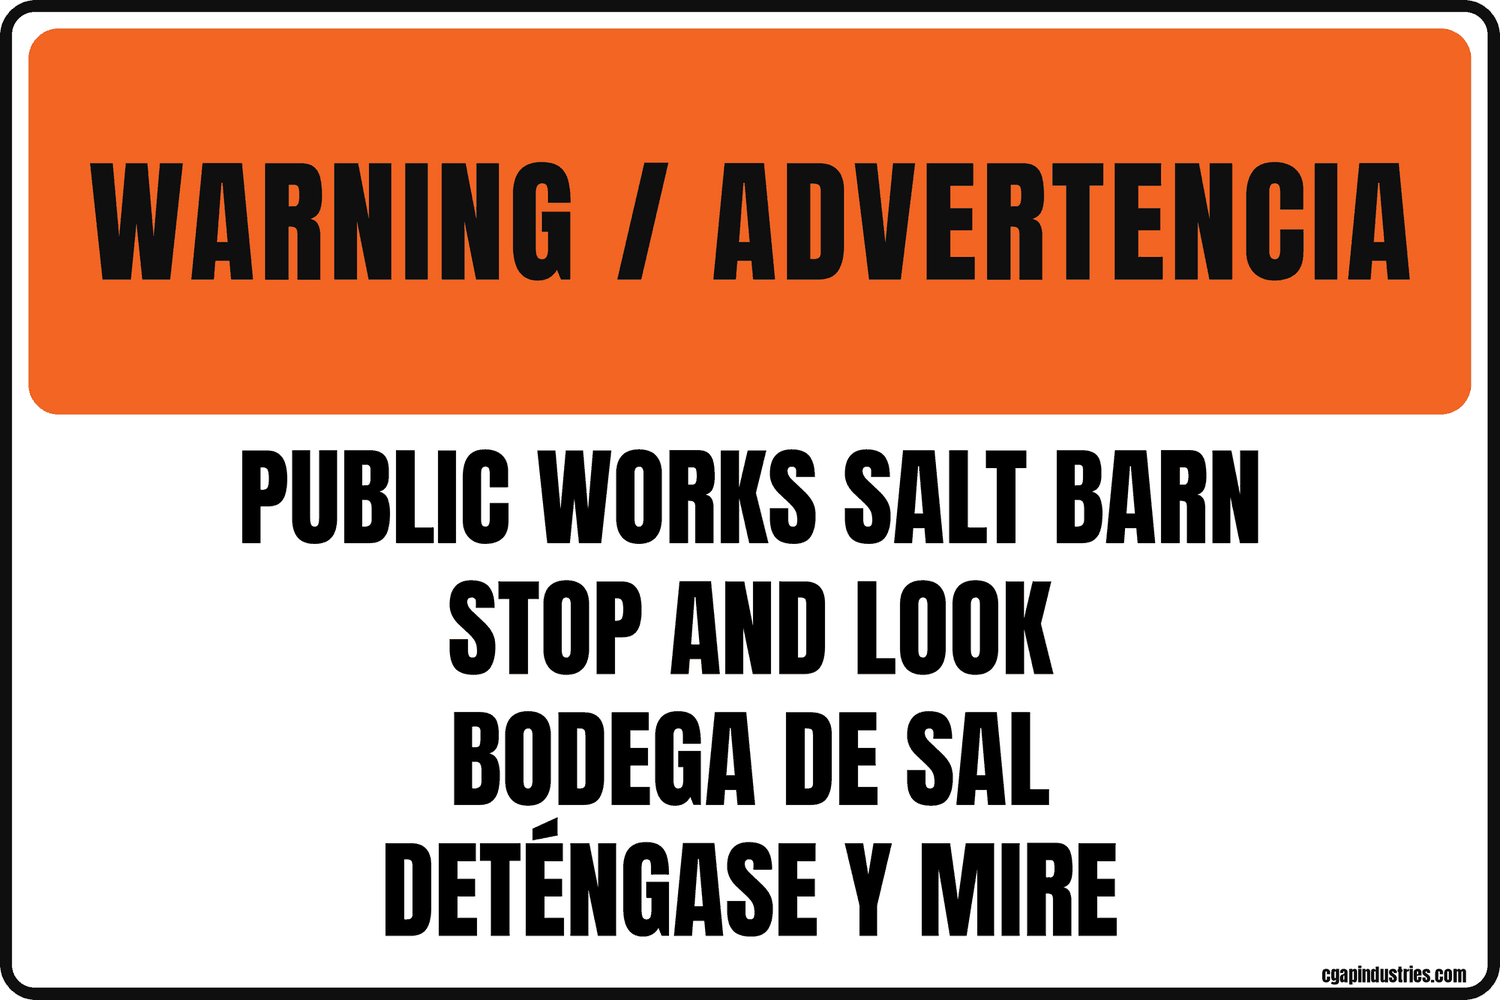 WARNING / ADVERTENCIA
PUBLIC WORKS SALT BARN
STOP AND LOOK
BODEGA DE SAL
DETÉNGASE Y MIRE
cgapindustries.com